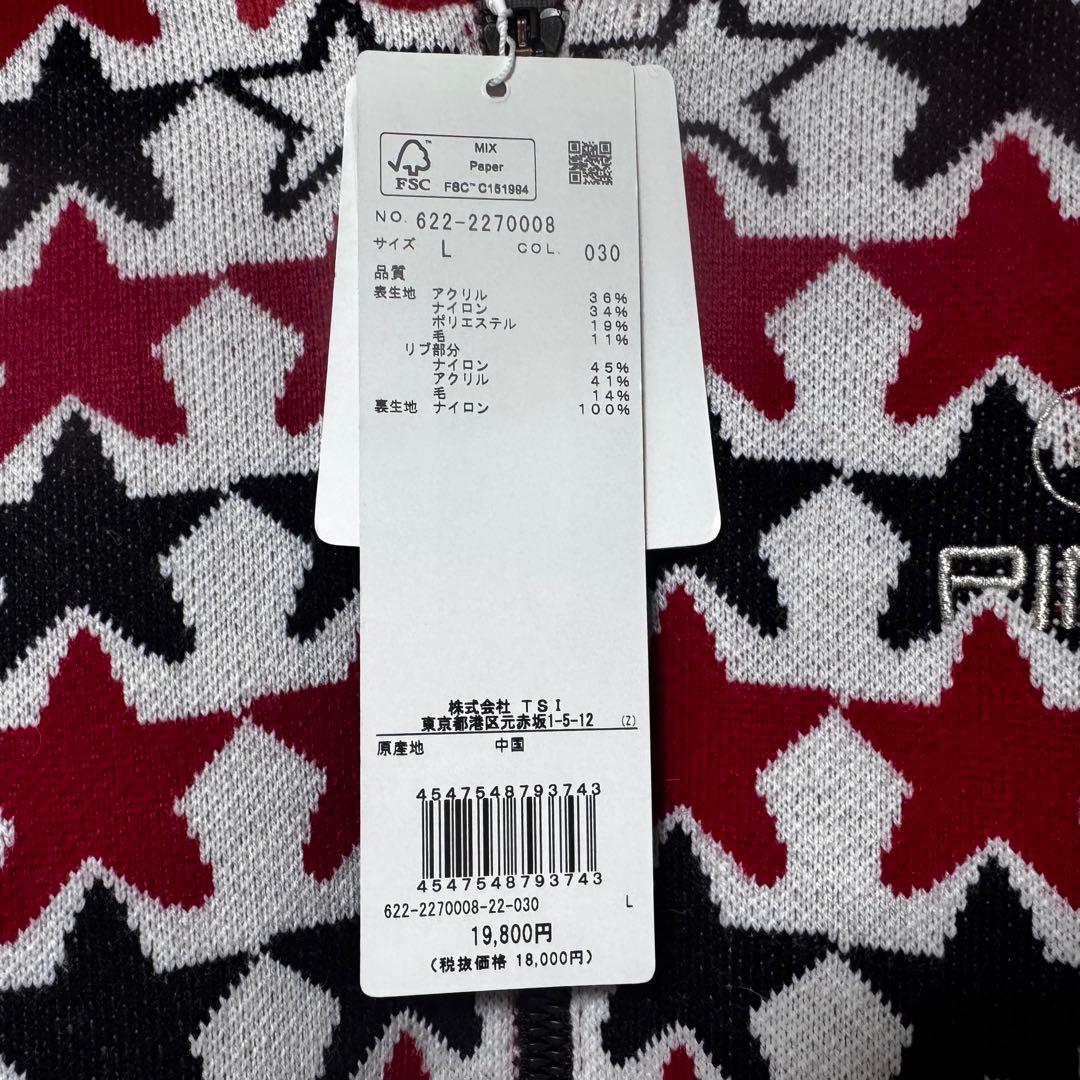 MIX
Paper
FSC™ C151994
FSC
NO. 622-2270008
サイズ L COL. 030
品質
表生地 アクリル 36%
ナイロン 34%
ポリエステル 19%
毛 11%
リブ部分
ナイロン 45%
アクリル 41%
毛 14%
裏生地 ナイロン 100%
株式会社 TSI
東京都港区元赤坂1-5-12 (Z)
原産地 中国
4547548793743
4547548793743
622-2270008-22-030 L
19,800円
(税抜価格 18,000円)